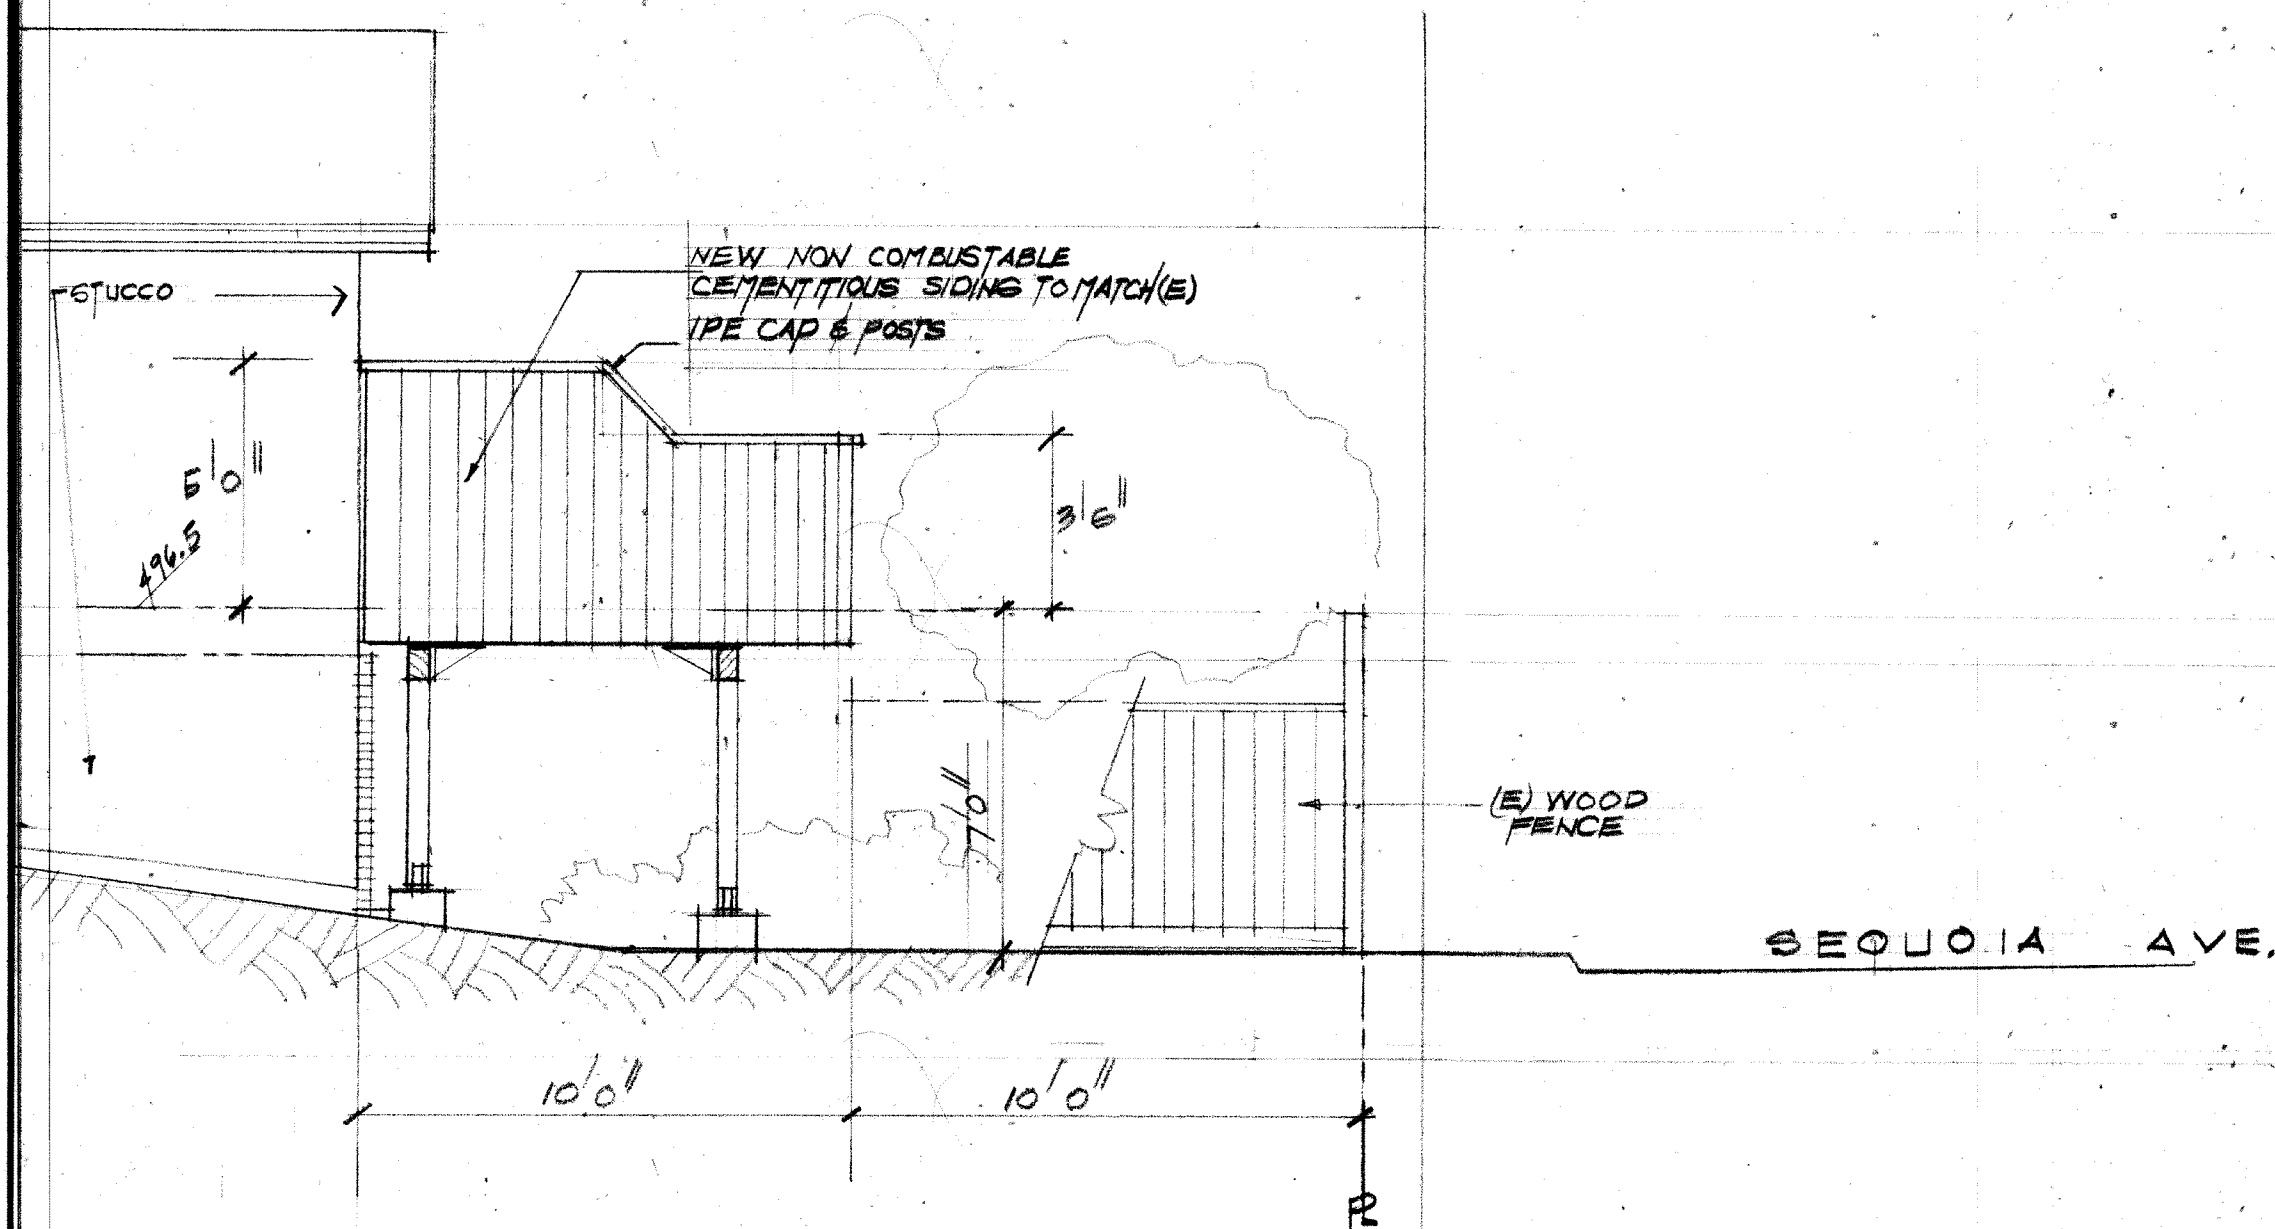 NEW NON COMBUSTABLE
CEMENTITIOUS SIDING TO MATCH (E)
STUCCO
IPE CAP & POSTS
5'0"
3'6"
496.5
7'0"
(E) WOOD
FENCE
SEQUOIA AVE.
10'0"
10'0"
PL